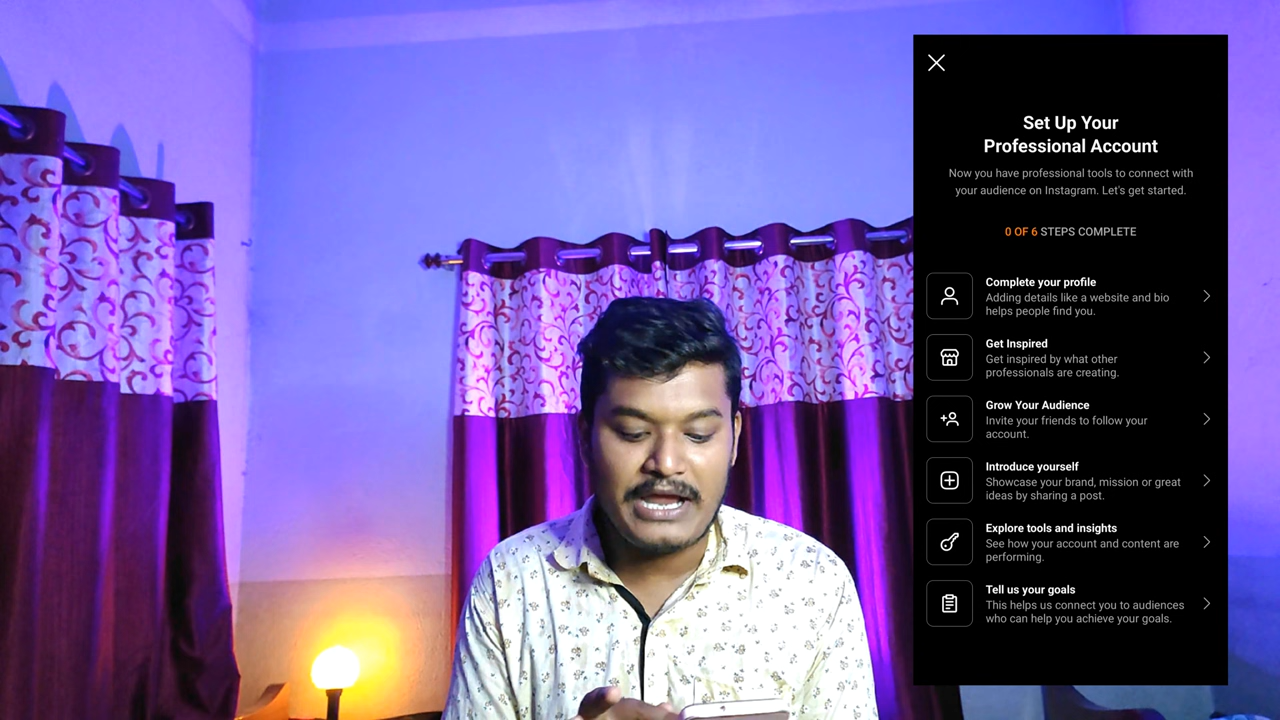 Set Up Your
Professional Account
Now you have professional tools to connect with
your audience on Instagram. Let's get started.
0 OF 6 STEPS COMPLETE
Complete your profile
Adding details like a website and bio
helps people find you.
Get Inspired
Get inspired by what other
professionals are creating.
Grow Your Audience
Invite your friends to follow your
account.
Introduce yourself
Showcase your brand, mission or great
ideas by sharing a post.
Explore tools and insights
See how your account and content are
performing.
Tell us your goals
This helps us connect you to audiences
who can help you achieve your goals.